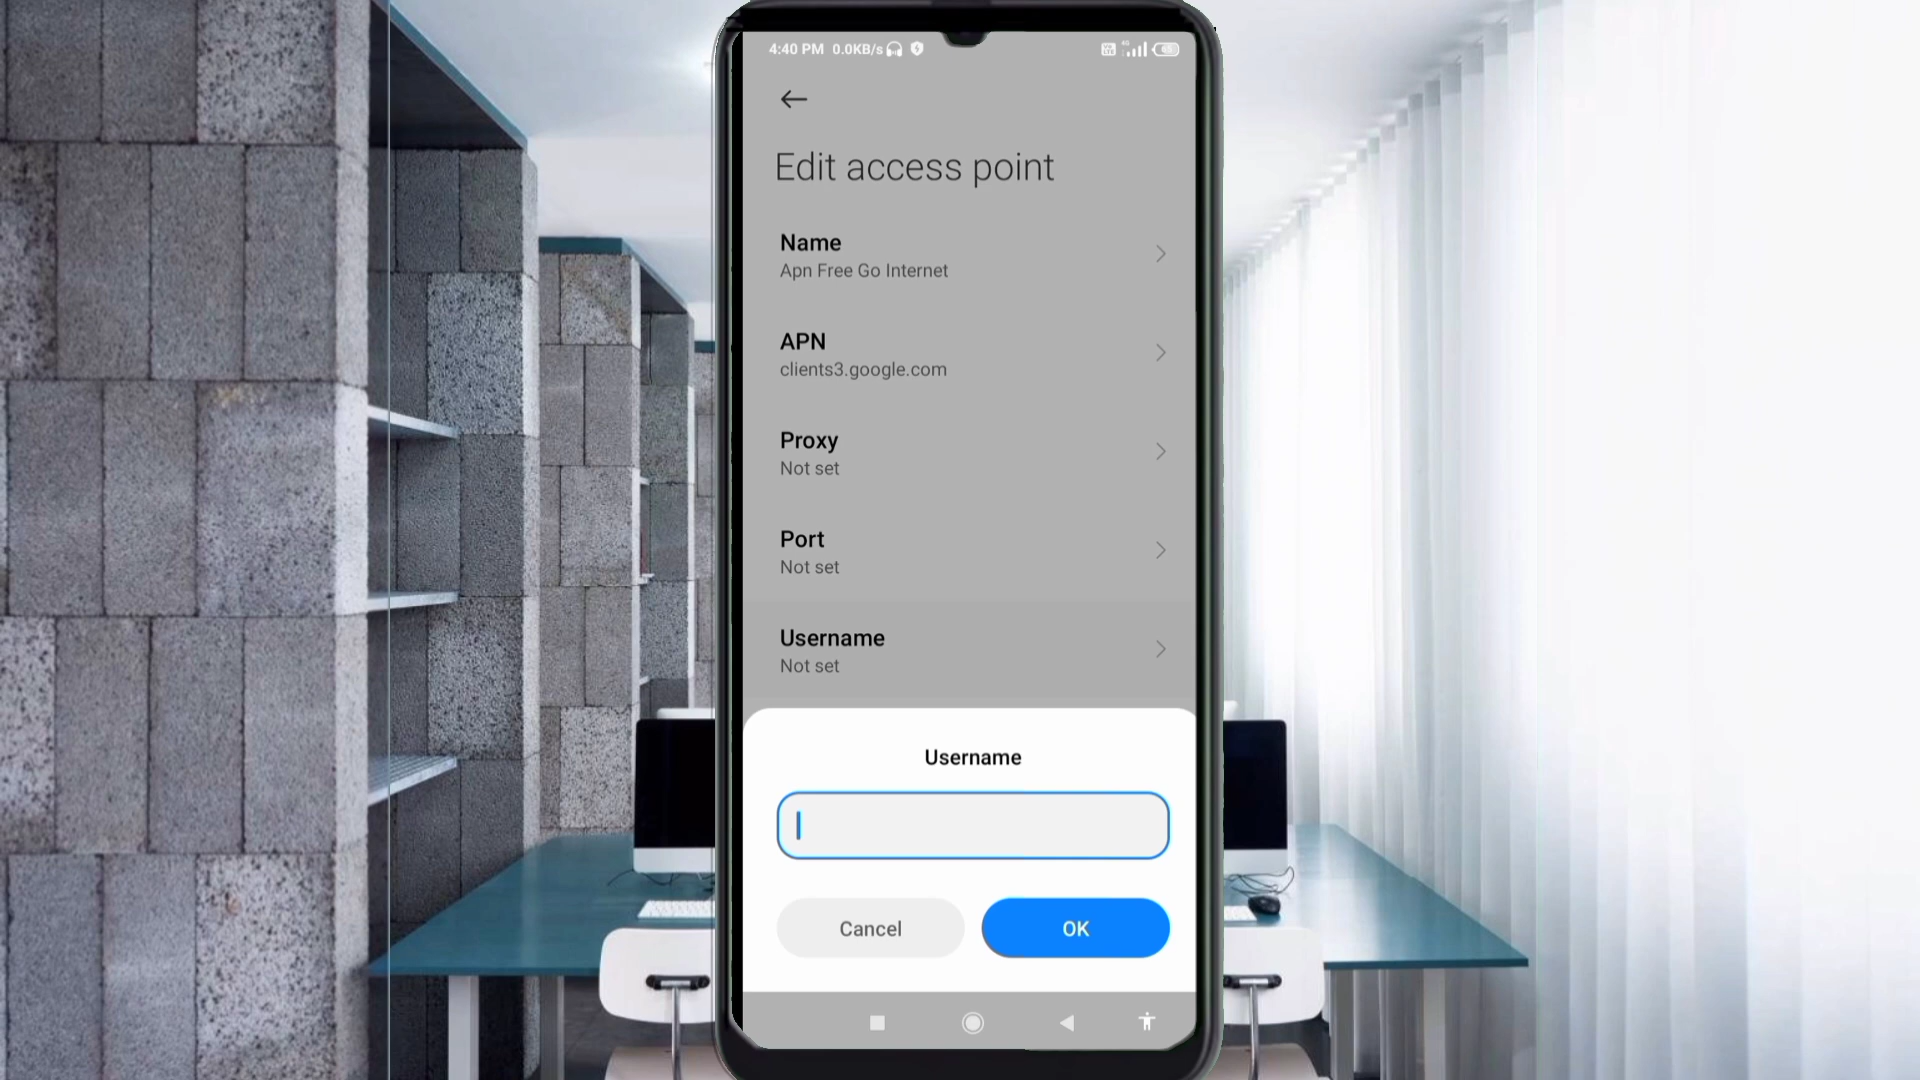 4:40 PM 0.0KB/s
Edit access point
Name
Apn Free Go Internet
APN
clients3.google.com
Proxy
Not set
Port
Not set
Username
Not set
Username
Cancel
OK